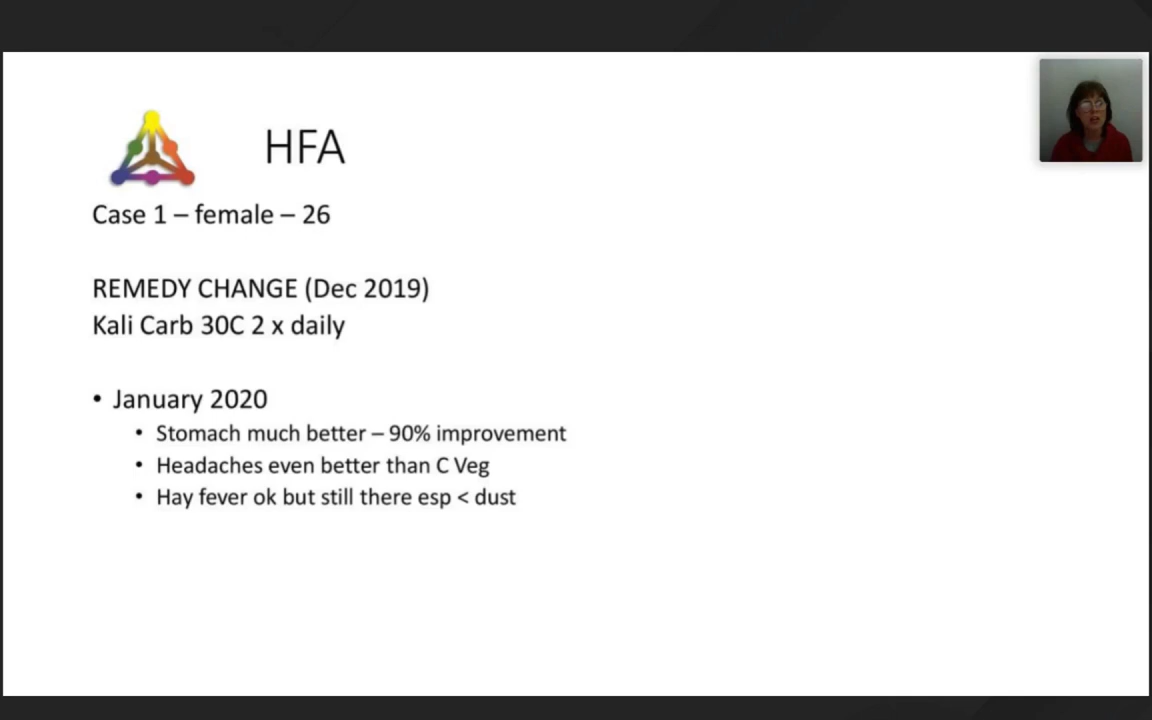 HFA
Case 1 – female – 26
REMEDY CHANGE (Dec 2019)
Kali Carb 30C 2 x daily
• January 2020
• Stomach much better – 90% improvement
• Headaches even better than C Veg
• Hay fever ok but still there esp < dust